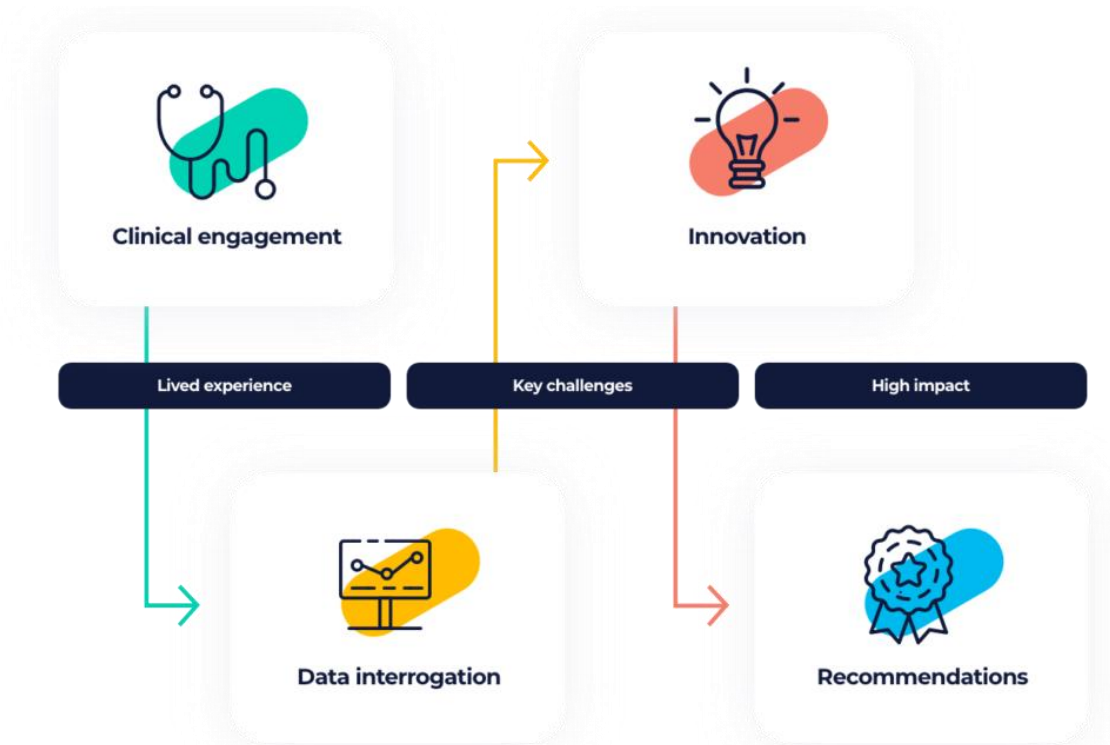 Clinical engagement
Innovation
Lived experience
Key challenges
High impact
Data interrogation
Recommendations